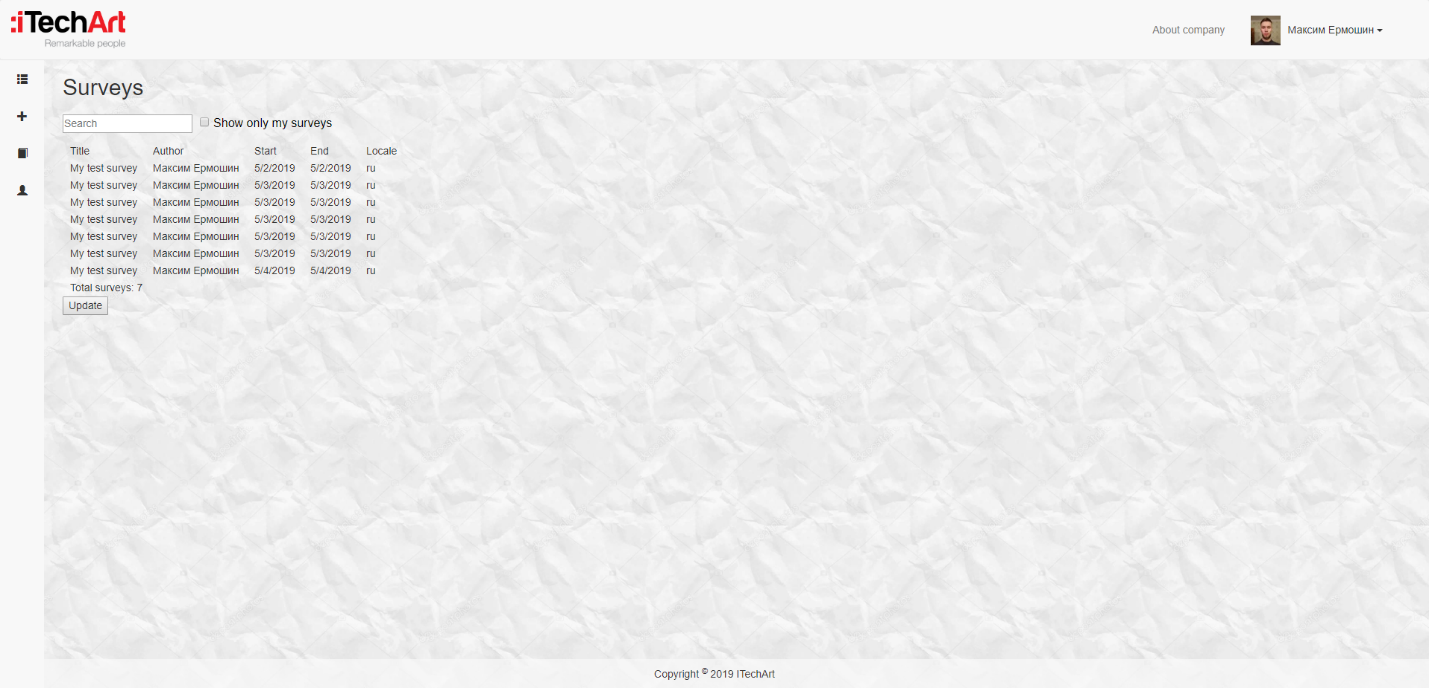 :iTechArt
Remarkable people
About company
Максим Ермошин
Surveys
Search
Show only my surveys
Title Author Start End Locale
My test survey Максим Ермошин 5/2/2019 5/2/2019 ru
My test survey Максим Ермошин 5/3/2019 5/3/2019 ru
My test survey Максим Ермошин 5/3/2019 5/3/2019 ru
My test survey Максим Ермошин 5/3/2019 5/3/2019 ru
My test survey Максим Ермошин 5/3/2019 5/3/2019 ru
My test survey Максим Ермошин 5/3/2019 5/3/2019 ru
My test survey Максим Ермошин 5/4/2019 5/4/2019 ru
Total surveys: 7
Update
Copyright © 2019 ITechArt